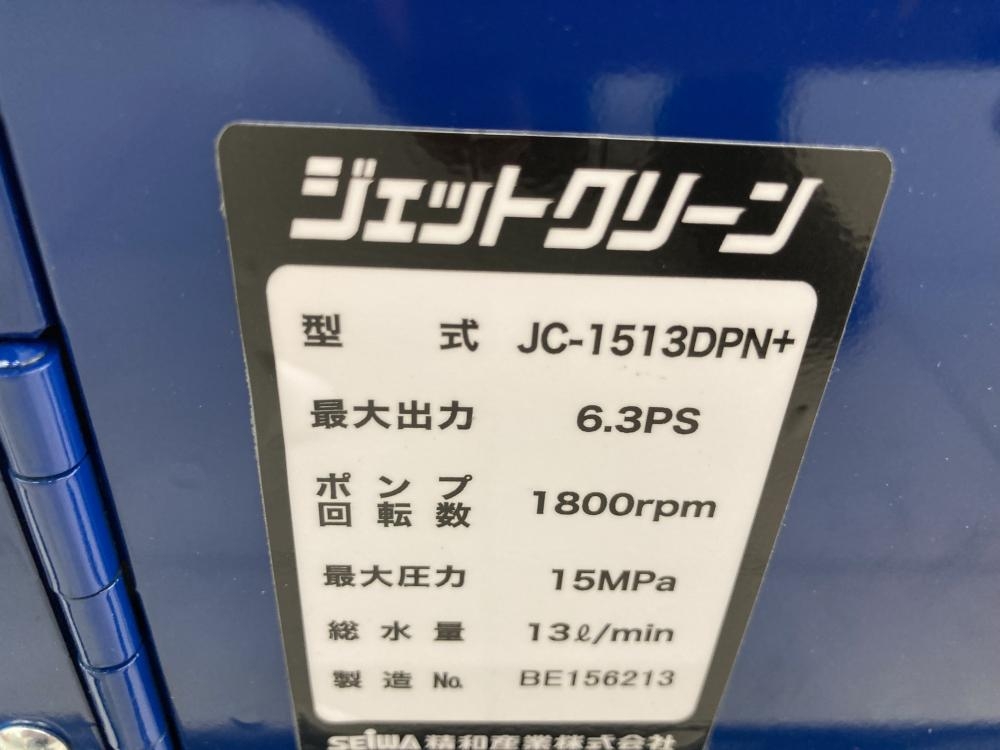 ジェットクリーン
型式 JC-1513DPN+
最大出力 6.3PS
ポンプ
回転数 1800rpm
最大圧力 15MPa
総水量 13ℓ/min
製造No. BE156213
SEIWA 精和産業株式会社